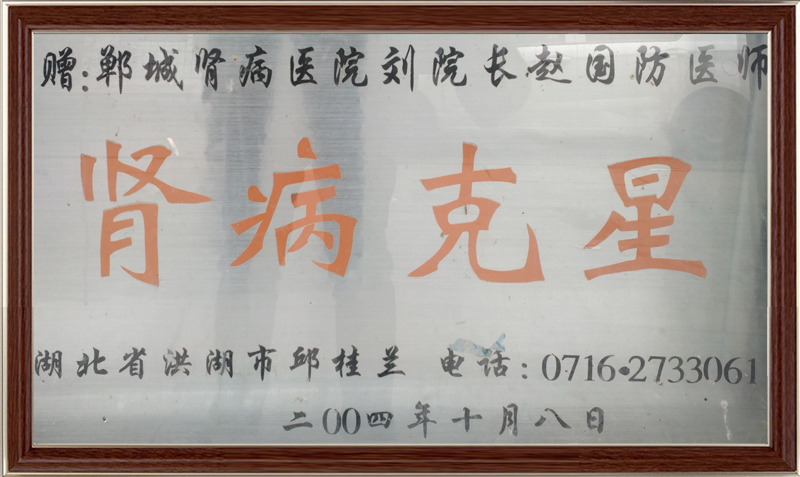 赠:郸城肾病医院刘院长赵国防医师
肾病克星
湖北省洪湖市邱桂兰 电话:0716·2733061
二00四年十月八日